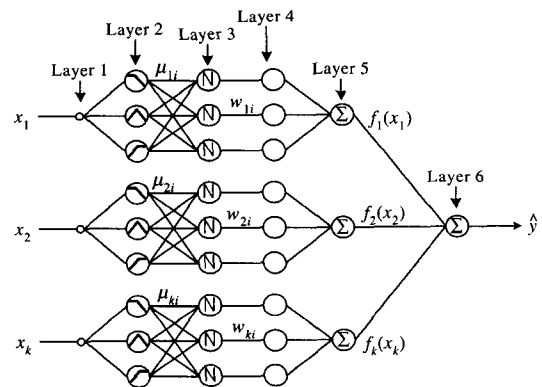 Layer 4
Layer 2
Layer 3
Layer 1
Layer 5
μ1i
N
x1
w1i
N
Σ
f1(x1)
N
Layer 6
μ2i
N
x2
w2i
N
Σ
f2(x2)
Σ
ŷ
N
μki
N
xk
wki
N
Σ
fk(xk)
N